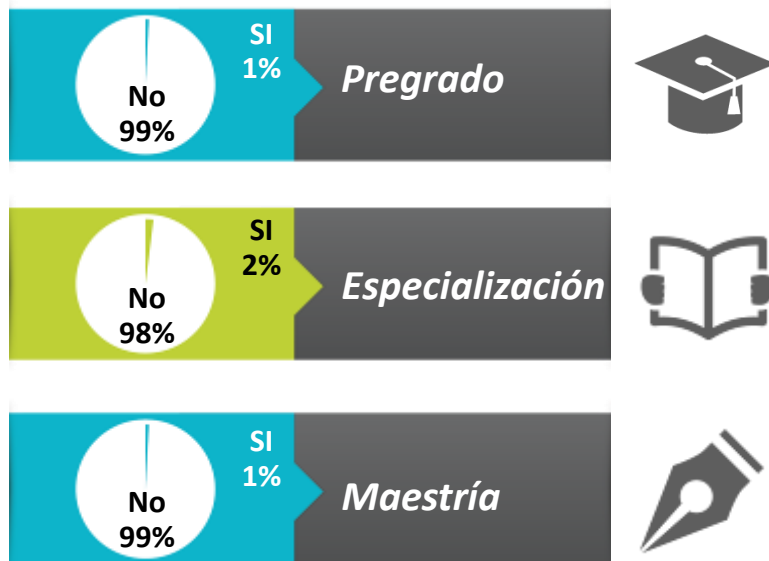 SI
1%
No
99%
Pregrado
SI
2%
No
98%
Especialización
SI
1%
No
99%
Maestría